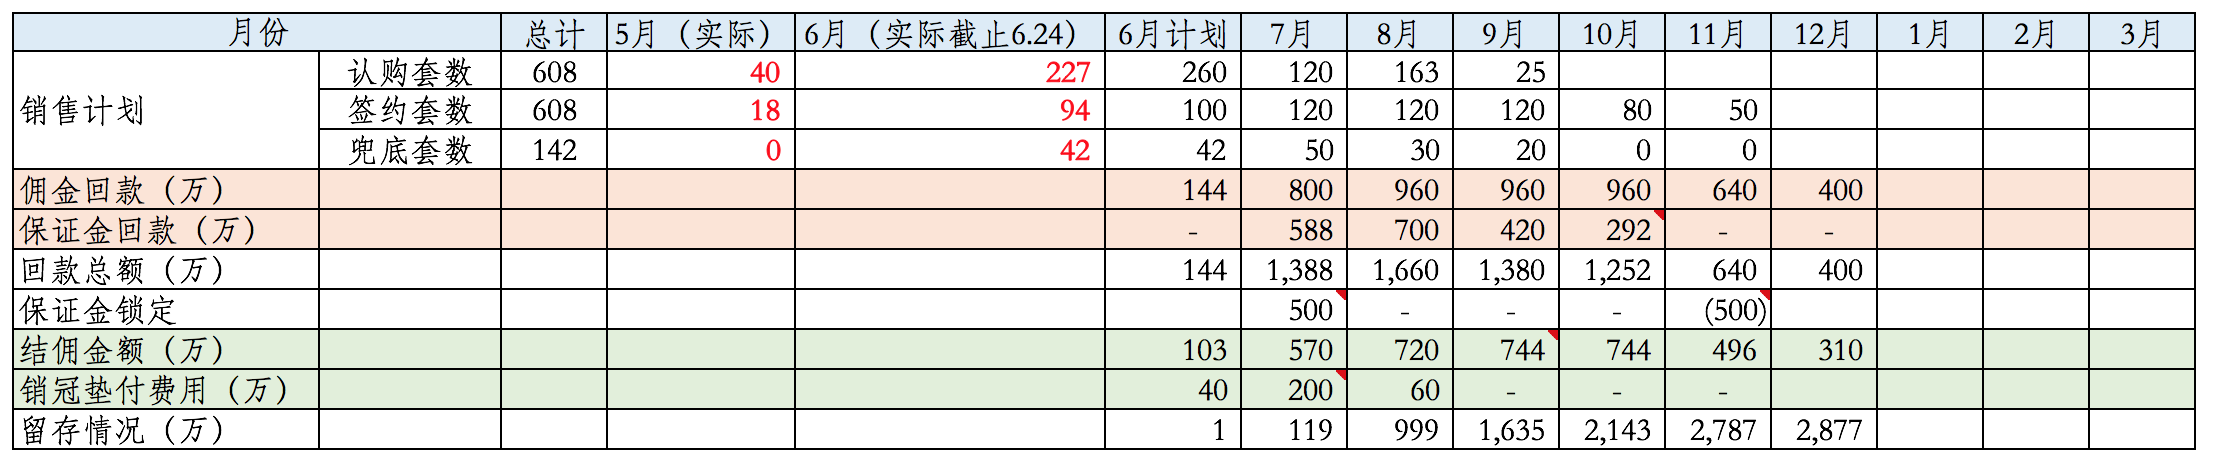 月份 总计 5月（实际） 6月（实际截止6.24） 6月计划 7月 8月 9月 10月 11月 12月 1月 2月 3月
销售计划 认购套数 608 40 227 260 120 163 25
签约套数 608 18 94 100 120 120 120 80 50
兜底套数 142 0 42 42 50 30 20 0 0
佣金回款（万） 144 800 960 960 960 640 400
保证金回款（万） - 588 700 420 292 - -
回款总额（万） 144 1,388 1,660 1,380 1,252 640 400
保证金锁定 500 - - - (500)
结佣金额（万） 103 570 720 744 744 496 310
销冠垫付费用（万） 40 200 60 - - -
留存情况（万） 1 119 999 1,635 2,143 2,787 2,877